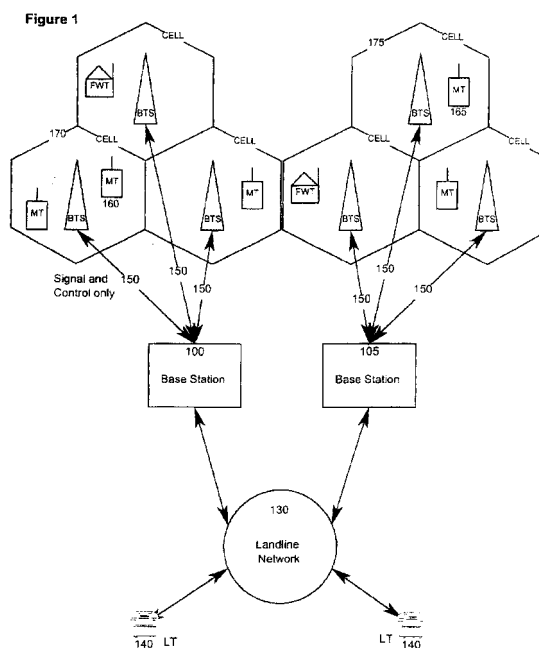 Figure 1
CELL
175
CELL
FWT
BTS
BTS
MT
165
170
CELL
CELL
CELL
CELL
MT
BTS
MT
160
BTS
MT
FWT
BTS
MT
BTS
Signal and
Control only
150
150
150
150
150
150
100
Base Station
105
Base Station
130
Landline
Network
140 LT
LT 140